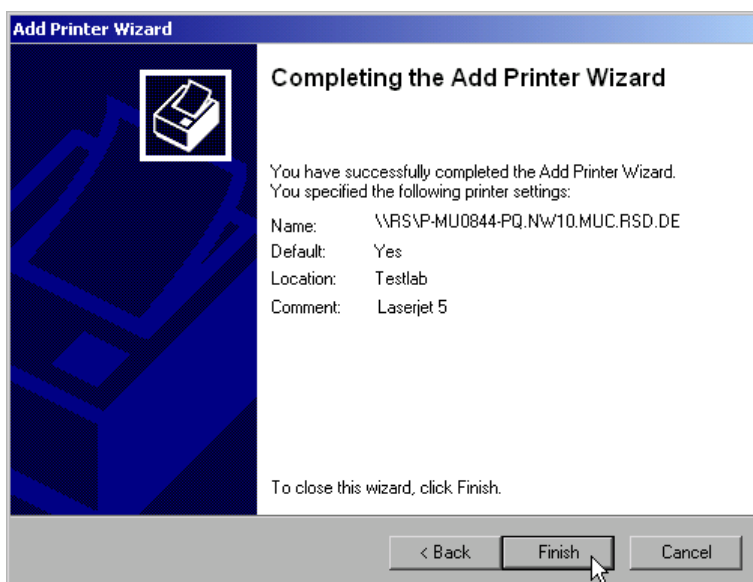 Add Printer Wizard
Completing the Add Printer Wizard
You have successfully completed the Add Printer Wizard.
You specified the following printer settings:
Name: \\RS\P-MU0844-PQ.NW10.MUC.RSD.DE
Default: Yes
Location: Testlab
Comment: Laserjet 5
To close this wizard, click Finish.
< Back Finish Cancel